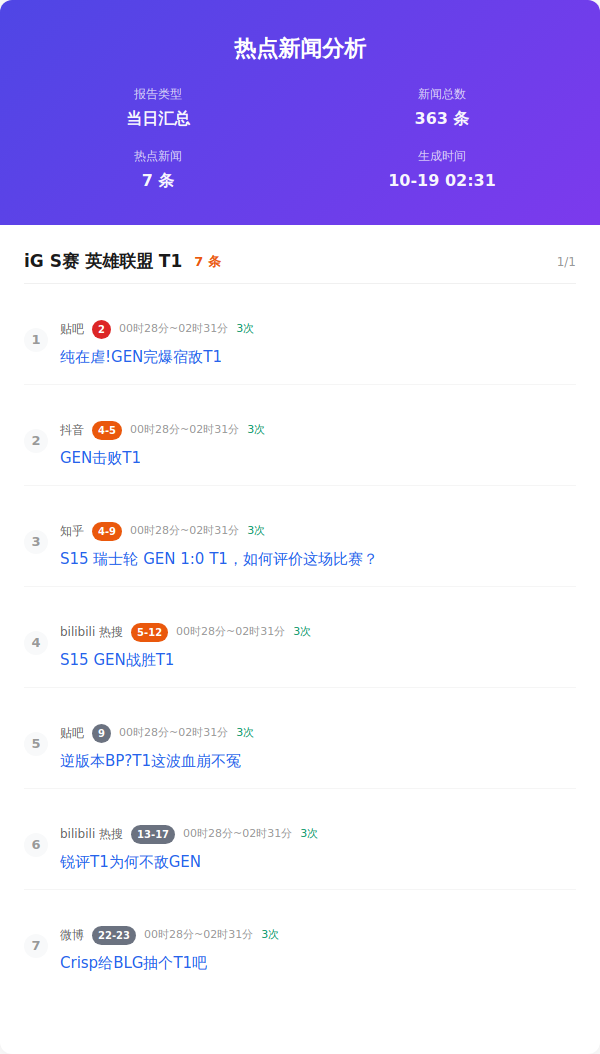 热点新闻分析
报告类型 新闻总数
当日汇总 363 条
热点新闻 生成时间
7 条 10-19 02:31
iG S赛 英雄联盟 T1 7 条 1/1
1 贴吧 2 00时28分~02时31分 3次
纯在虐!GEN完爆宿敌T1
2 抖音 4-5 00时28分~02时31分 3次
GEN击败T1
3 知乎 4-9 00时28分~02时31分 3次
S15 瑞士轮 GEN 1:0 T1，如何评价这场比赛？
4 bilibili 热搜 5-12 00时28分~02时31分 3次
S15 GEN战胜T1
5 贴吧 9 00时28分~02时31分 3次
逆版本BP?T1这波血崩不冤
6 bilibili 热搜 13-17 00时28分~02时31分 3次
锐评T1为何不敌GEN
7 微博 22-23 00时28分~02时31分 3次
Crisp给BLG抽个T1吧